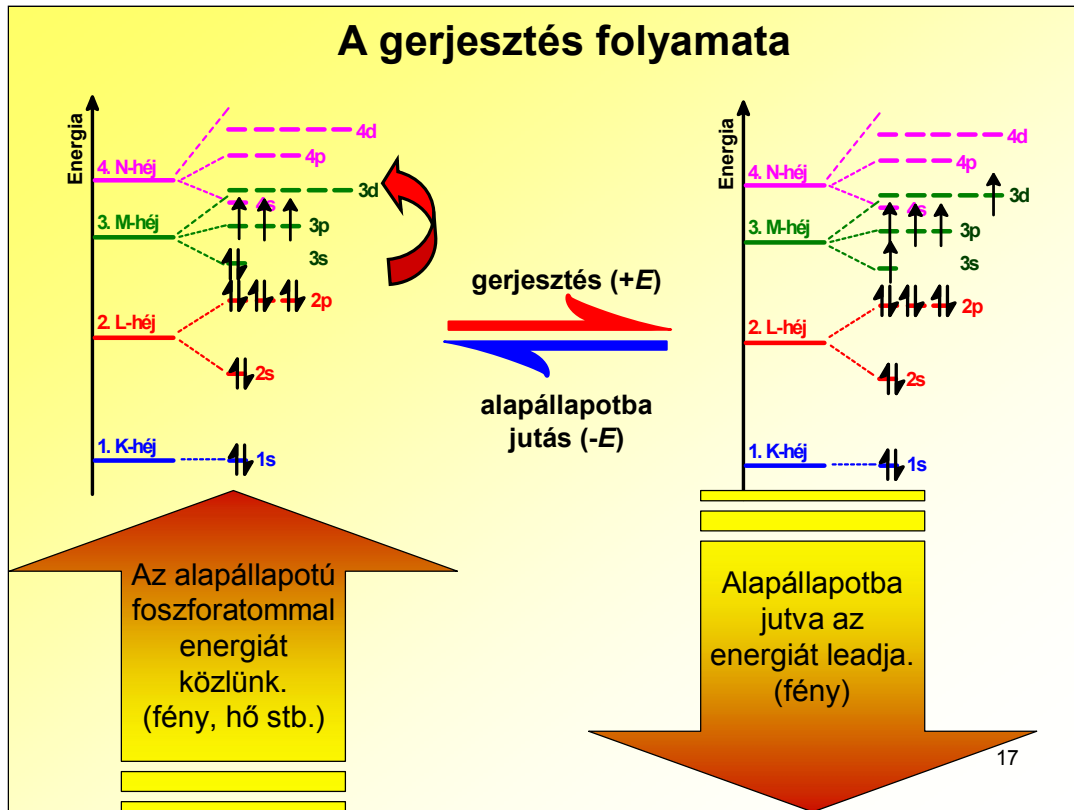 A gerjesztés folyamata
Energia
4d
4p
4. N-héj
3d
4s
3. M-héj
3p
3s
2p
2. L-héj
2s
1. K-héj
1s
gerjesztés (+E)
alapállapotba
jutás (-E)
Energia
4d
4p
4. N-héj
3d
4s
3. M-héj
3p
3s
2p
2. L-héj
2s
1. K-héj
1s
Az alapállapotú
foszforatommal
energiát
közlünk.
(fény, hő stb.)
Alapállapotba
jutva az
energiát leadja.
(fény)
17